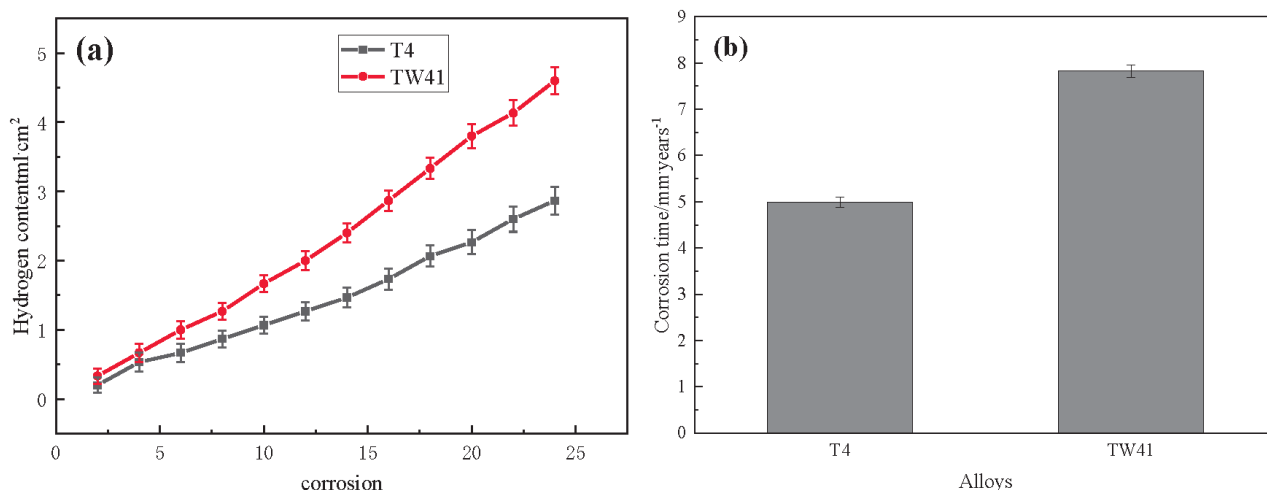 (a)
T4
TW41
Hydrogen contentml·cm²
5
4
3
2
1
0
0 5 10 15 20 25
corrosion
(b)
Corrosion time/mm·years⁻¹
9
8
7
6
5
4
3
2
1
0
T4 TW41
Alloys